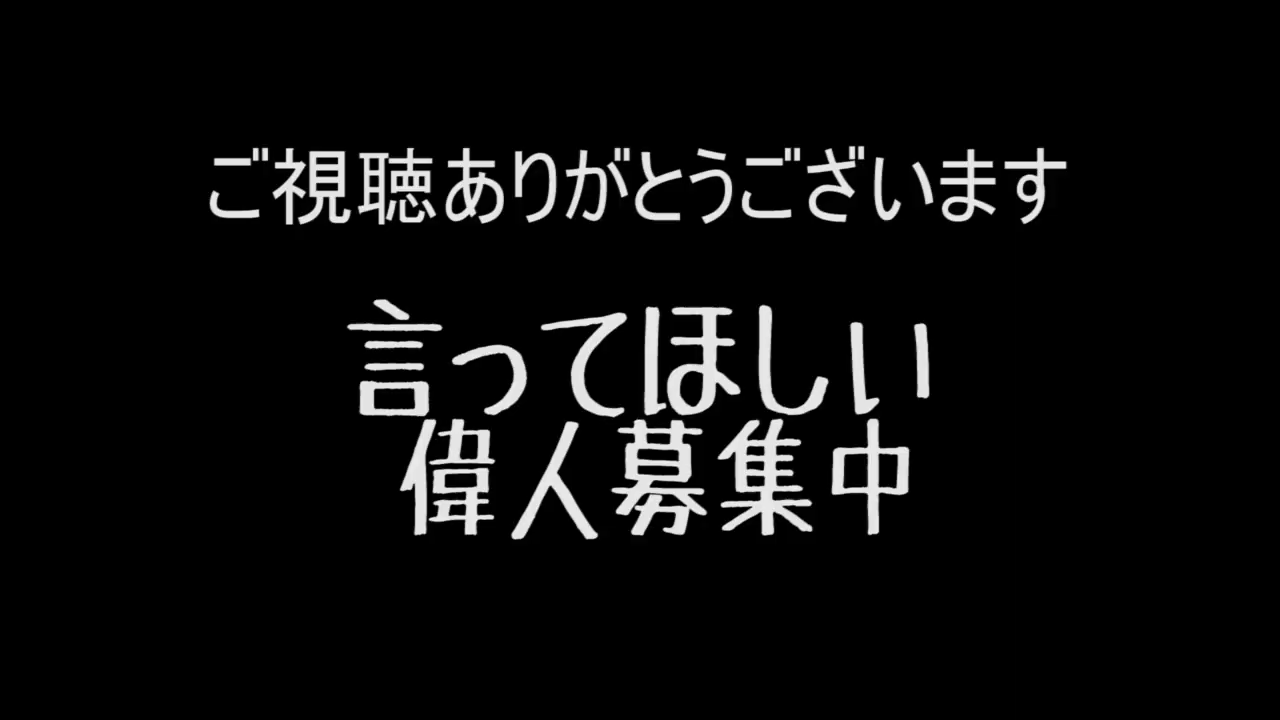 ご視聴ありがとうございます
言ってほしい
偉人募集中